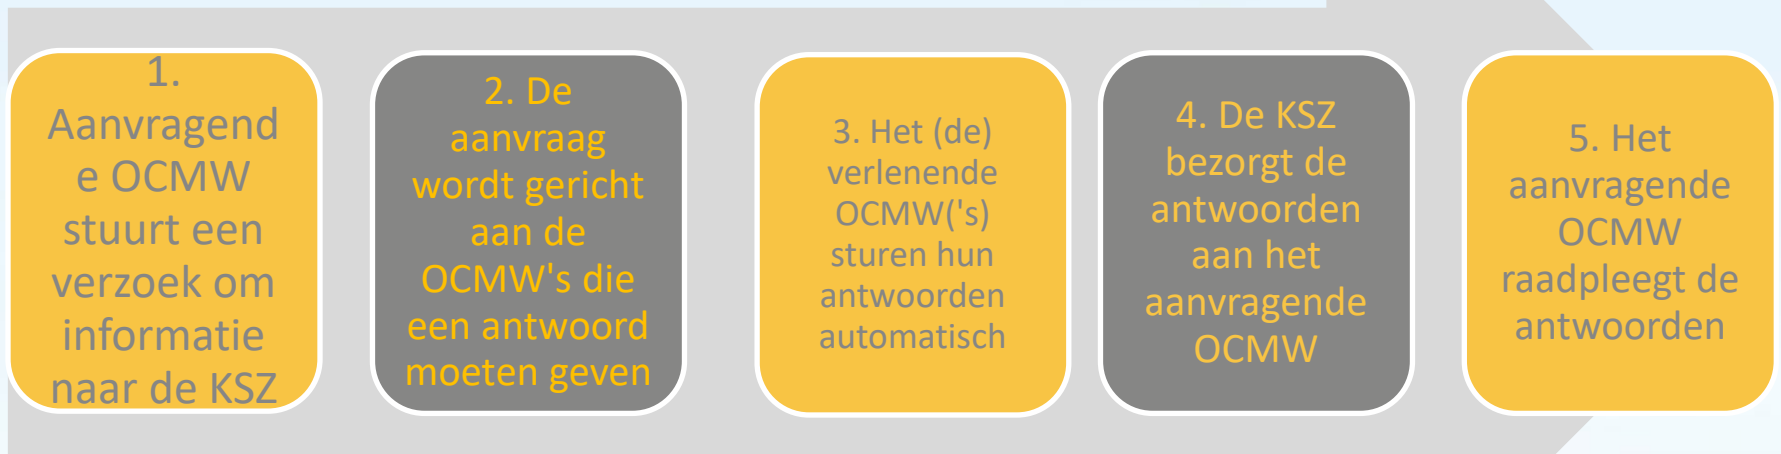 1.
Aanvragend
e OCMW
stuurt een
verzoek om
informatie
naar de KSZ
2. De
aanvraag
wordt gericht
aan de
OCMW's die
een antwoord
moeten geven
3. Het (de)
verlenende
OCMW('s)
sturen hun
antwoorden
automatisch
4. De KSZ
bezorgt de
antwoorden
aan het
aanvragende
OCMW
5. Het
aanvragende
OCMW
raadpleegt de
antwoorden